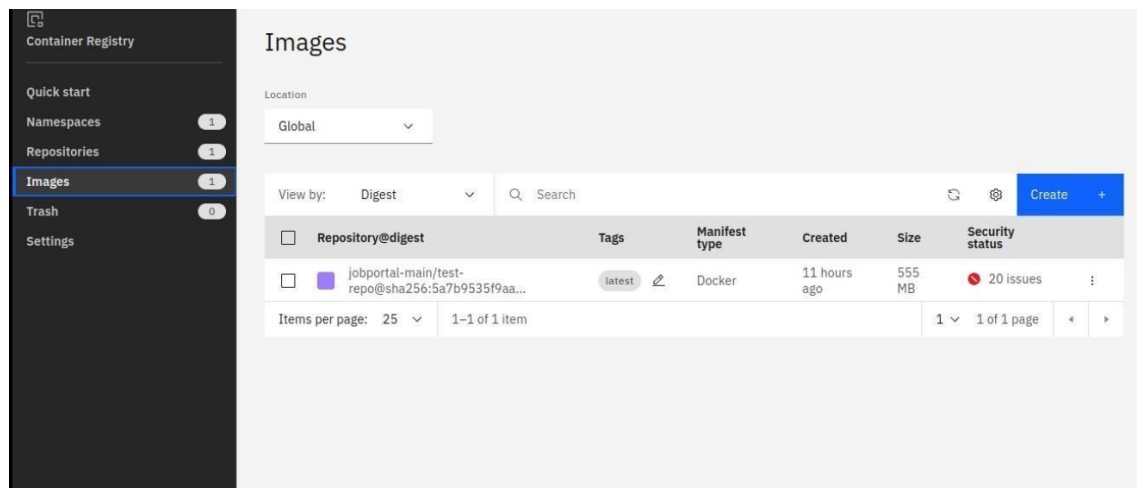 Container Registry
Quick start
Namespaces 1
Repositories 1
Images 1
Trash 0
Settings
Images
Location
Global
View by: Digest Search Create +
Repository@digest Tags Manifest type Created Size Security status
jobportal-main/test-
repo@sha256:5a7b9535f9aa... latest Docker 11 hours ago 555 MB 20 issues
Items per page: 25 1–1 of 1 item 1 1 of 1 page